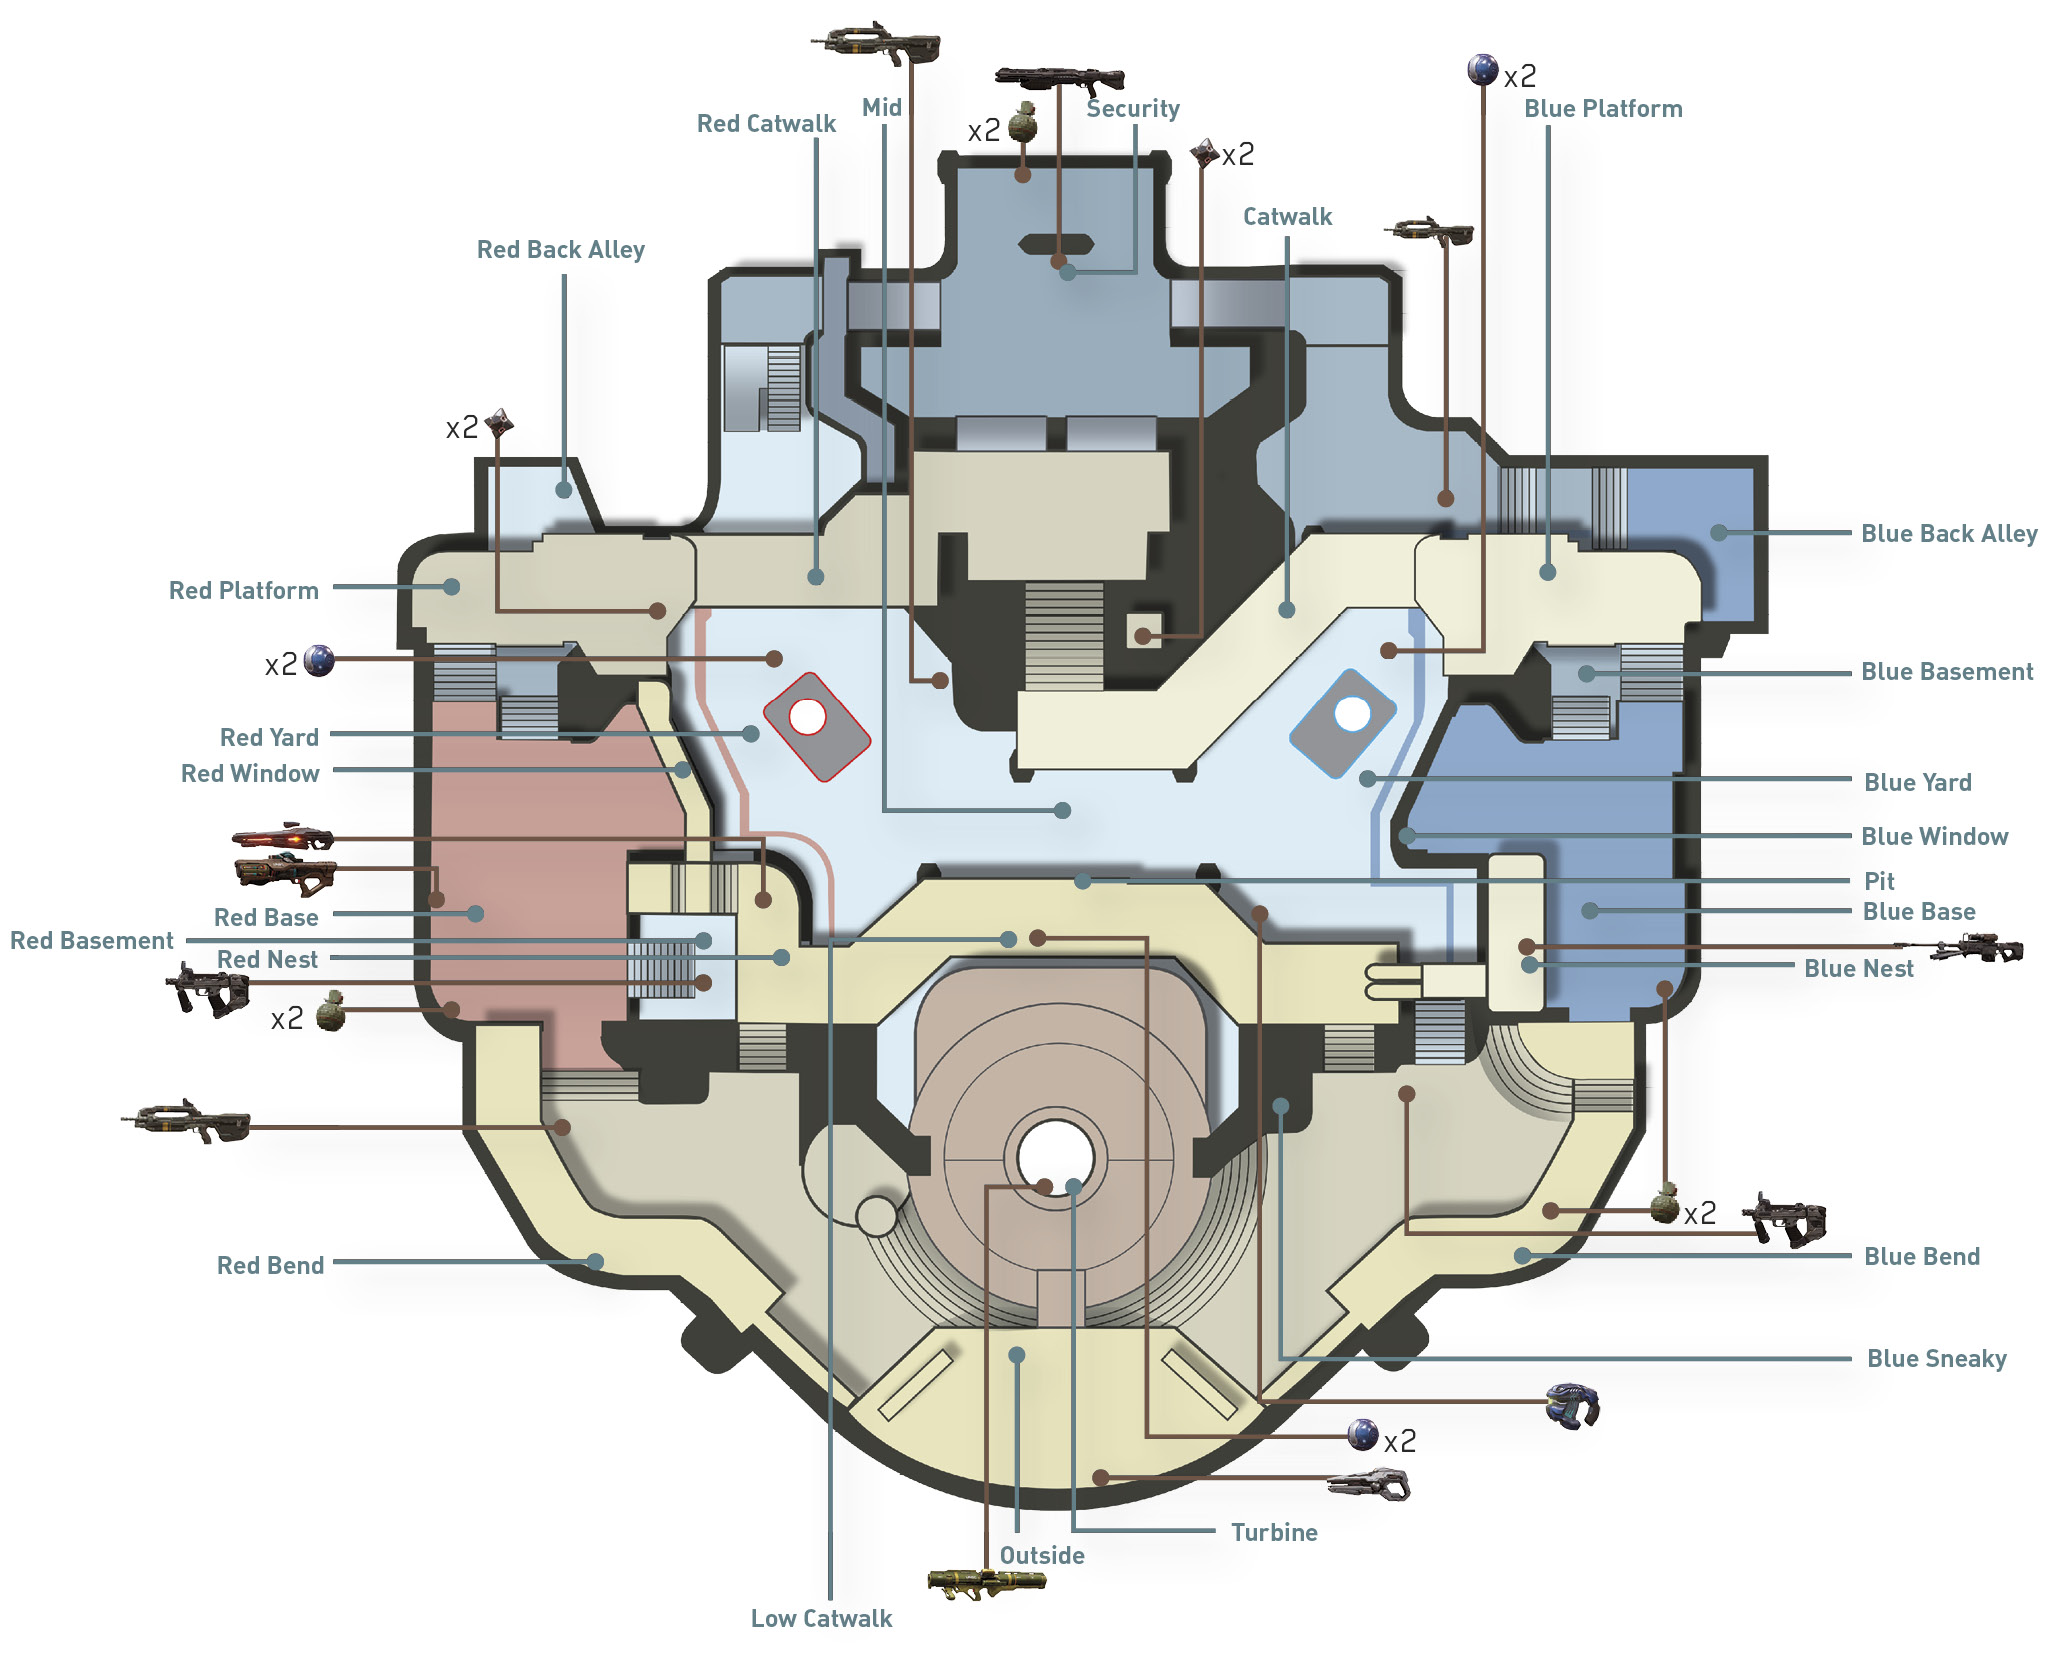 x2
Mid
Security
Blue Platform
Red Catwalk
x2
x2
Catwalk
Red Back Alley
x2
Blue Back Alley
Red Platform
x2
Blue Basement
Red Yard
Red Window
Blue Yard
Blue Window
Pit
Red Base
Blue Base
Red Basement
Red Nest
Blue Nest
x2
x2
Red Bend
Blue Bend
Blue Sneaky
x2
Turbine
Outside
Low Catwalk